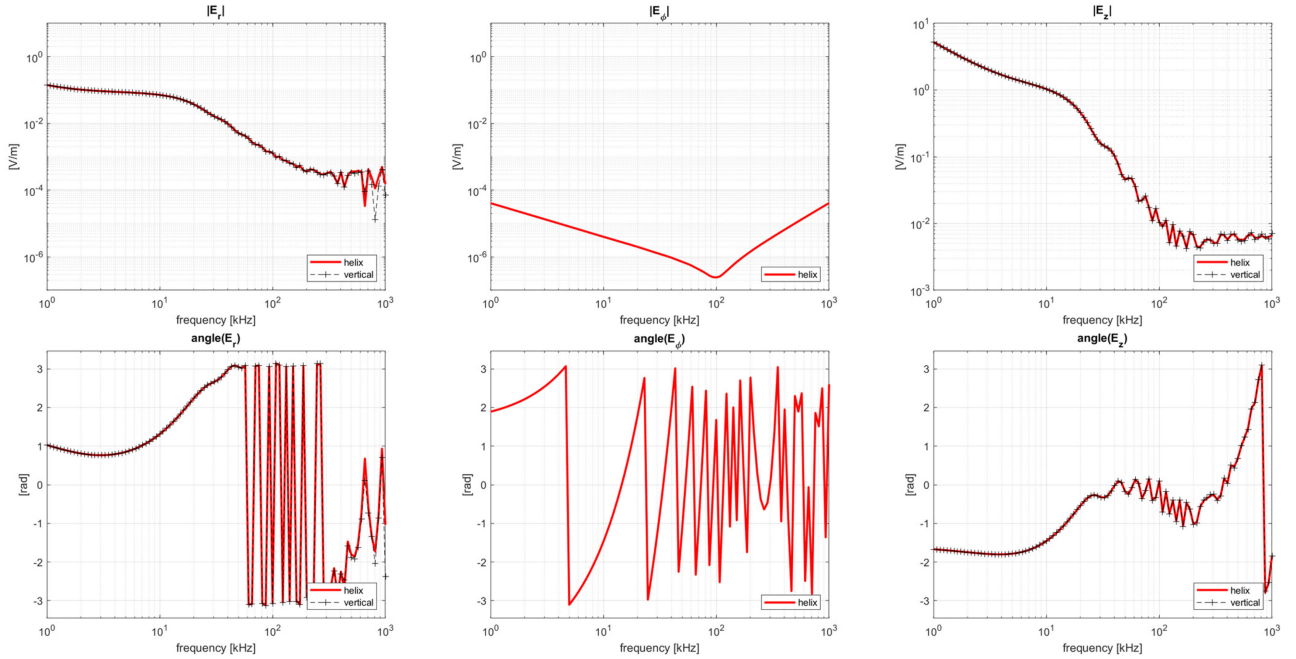 |E_r|
10^0
10^-2
10^-4
10^-6
[V/m]
helix
vertical
10^0 10^1 10^2 10^3
frequency [kHz]
|E_ϕ|
10^0
10^-2
10^-4
10^-6
[V/m]
helix
10^0 10^1 10^2 10^3
frequency [kHz]
|E_z|
10^1
10^0
10^-1
10^-2
10^-3
[V/m]
helix
vertical
10^0 10^1 10^2 10^3
frequency [kHz]
angle(E_r)
3
2
1
0
-1
-2
-3
[rad]
helix
vertical
10^0 10^1 10^2 10^3
frequency [kHz]
angle(E_ϕ)
3
2
1
0
-1
-2
-3
[rad]
helix
10^0 10^1 10^2 10^3
frequency [kHz]
angle(E_z)
3
2
1
0
-1
-2
-3
[rad]
helix
vertical
10^0 10^1 10^2 10^3
frequency [kHz]